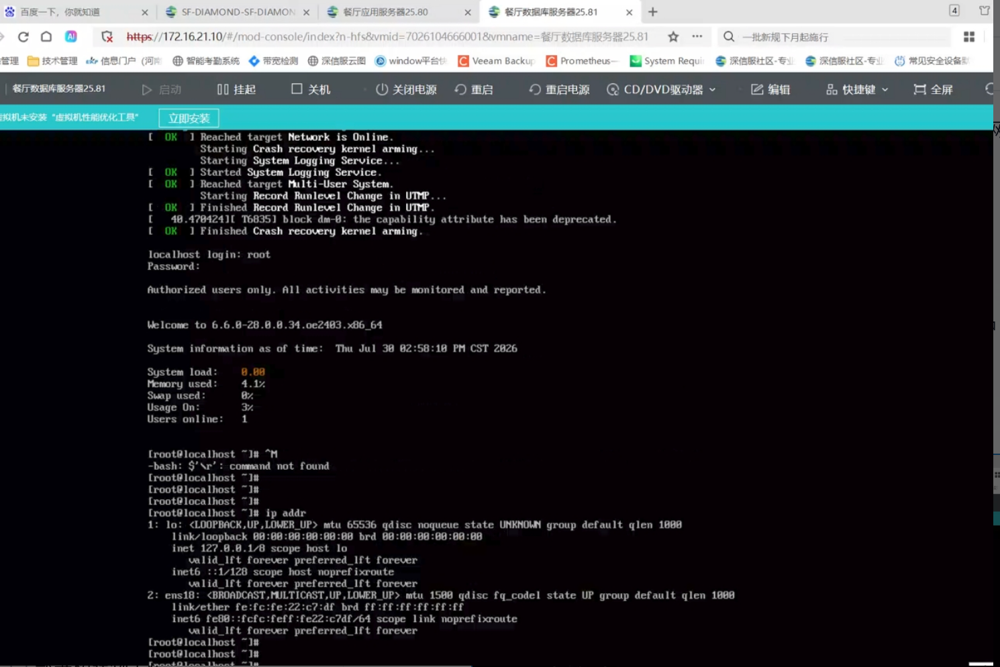 百度一下，你就知道
SF-DIAMOND-SF-DIAMON
餐厅应用服务器25.80
餐厅数据库服务器25.81
4
AI
https://172.16.21.10/#/mod-console/index?n-hfs&vmid=7026104666001&vmname=餐厅数据库服务器25.81
一批新规下月起施行
管理
技术管理
信息门户 (河南
智能考勤系统
带宽检测
深信服云图
window平台快
Veeam Backup
Prometheus—
System Requir
深信服社区-专业
深信服社区-专业
常见安全设备默
餐厅数据库服务器25.81
启动
挂起
关机
关闭电源
重启
重启电源
CD/DVD驱动器
编辑
快捷键
全屏
虚拟机未安装 “虚拟机性能优化工具”
立即安装
[  OK  ] Reached target Network is Online.
Starting Crash recovery kernel arming...
Starting System Logging Service...
[  OK  ] Started System Logging Service.
[  OK  ] Reached target Multi-User System.
Starting Record Runlevel Change in UTMP...
[  OK  ] Finished Record Runlevel Change in UTMP.
[   40.470424][ T6835] block dm-0: the capability attribute has been deprecated.
[  OK  ] Finished Crash recovery kernel arming.
localhost login: root
Password:
Authorized users only. All activities may be monitored and reported.
Welcome to 6.6.0-28.0.0.34.oe2403.x86_64
System information as of time:  Thu Jul 30 02:58:10 PM CST 2026
System load:    0.00
Memory used:    4.1%
Swap used:      0%
Usage On:       3%
Users online:   1
[root@localhost ~]# ^M
-bash: $'\r': command not found
[root@localhost ~]#
[root@localhost ~]#
[root@localhost ~]#
[root@localhost ~]# ip addr
1: lo: <LOOPBACK,UP,LOWER_UP> mtu 65536 qdisc noqueue state UNKNOWN group default qlen 1000
link/loopback 00:00:00:00:00:00 brd 00:00:00:00:00:00
inet 127.0.0.1/8 scope host lo
valid_lft forever preferred_lft forever
inet6 ::1/128 scope host noprefixroute
valid_lft forever preferred_lft forever
2: ens18: <BROADCAST,MULTICAST,UP,LOWER_UP> mtu 1500 qdisc fq_codel state UP group default qlen 1000
link/ether fe:fc:fe:22:c7:df brd ff:ff:ff:ff:ff:ff
inet6 fe80::fcfc:feff:fe22:c7df/64 scope link noprefixroute
valid_lft forever preferred_lft forever
[root@localhost ~]#
[root@localhost ~]#
[root@localhost ~]#